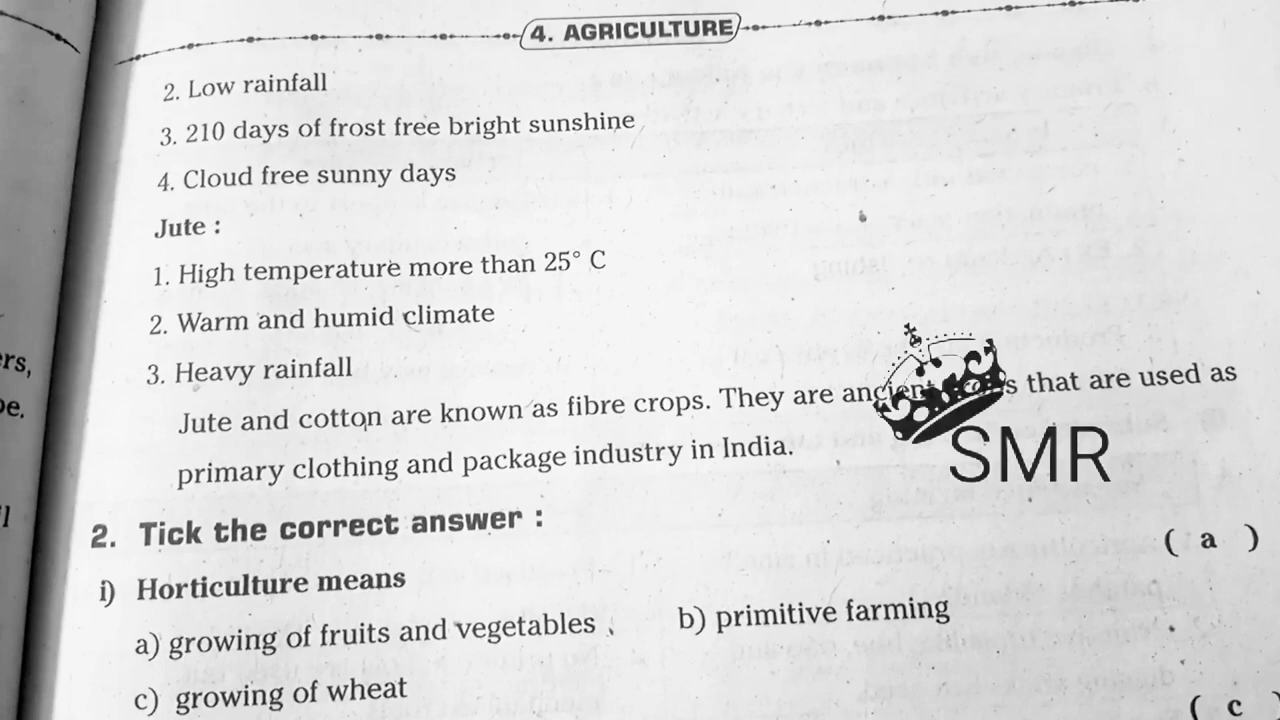 4. AGRICULTURE
2. Low rainfall
3. 210 days of frost free bright sunshine
4. Cloud free sunny days
Jute :
1. High temperature more than 25° C
2. Warm and humid climate
3. Heavy rainfall
Jute and cotton are known as fibre crops. They are ancient that are used as
primary clothing and package industry in India.
SMR
2. Tick the correct answer :
i) Horticulture means ( a )
a) growing of fruits and vegetables b) primitive farming
c) growing of wheat
( c )